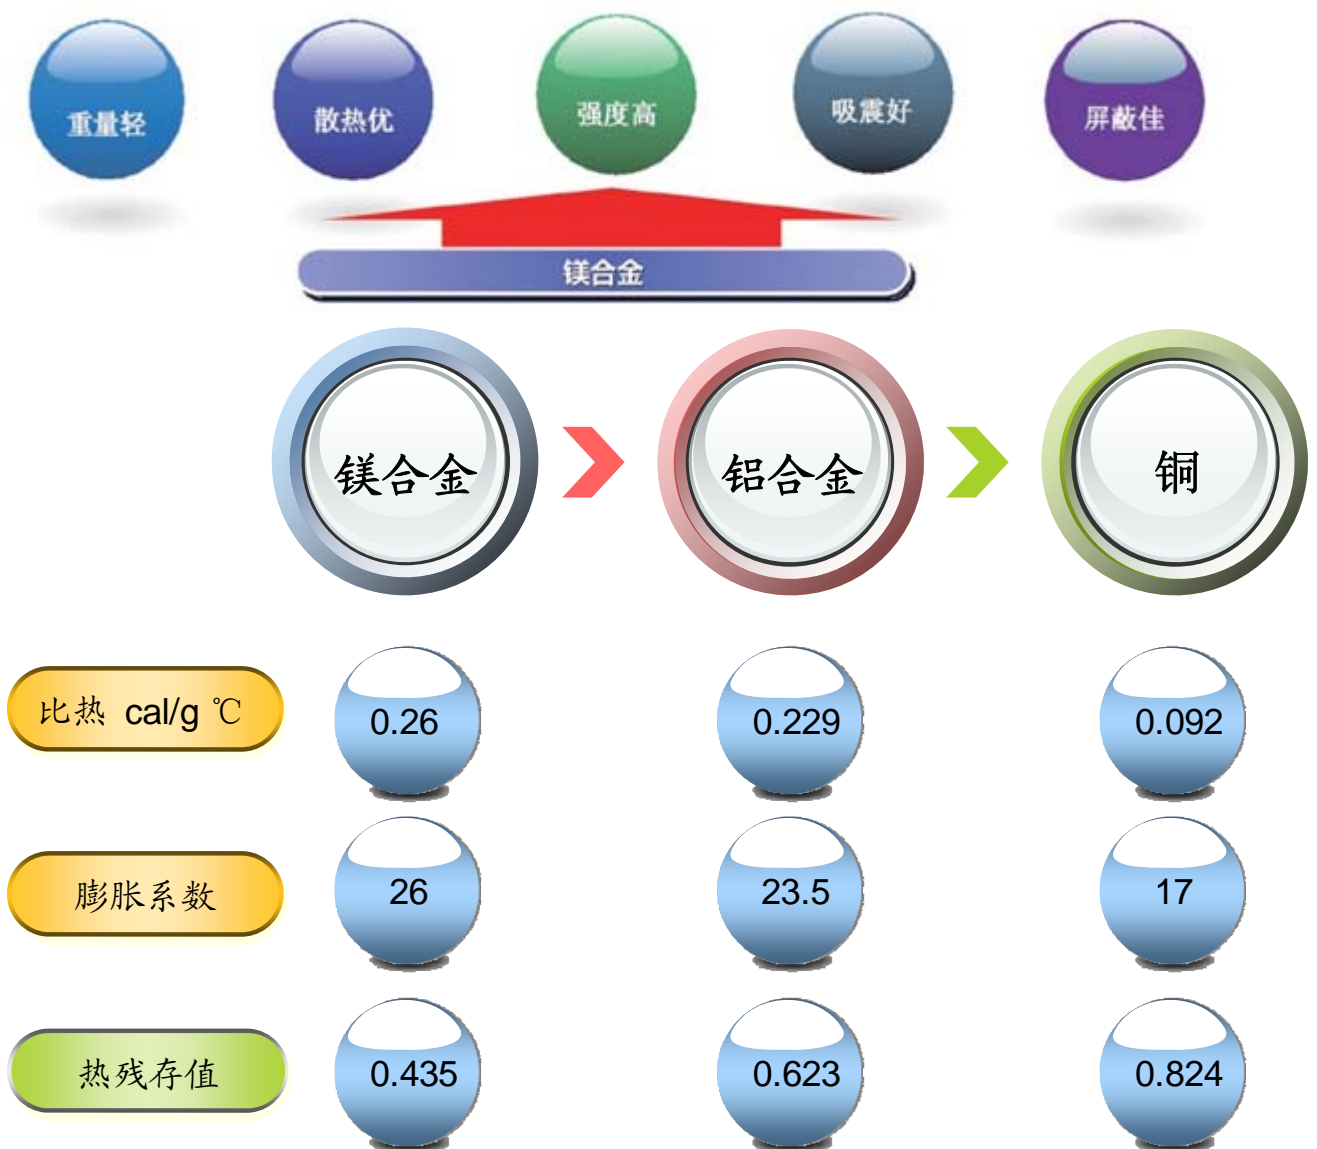 重量轻
散热优
强度高
吸震好
屏蔽佳
镁合金
镁合金
铝合金
铜
比热 cal/g ℃
0.26
0.229
0.092
膨胀系数
26
23.5
17
热残存值
0.435
0.623
0.824